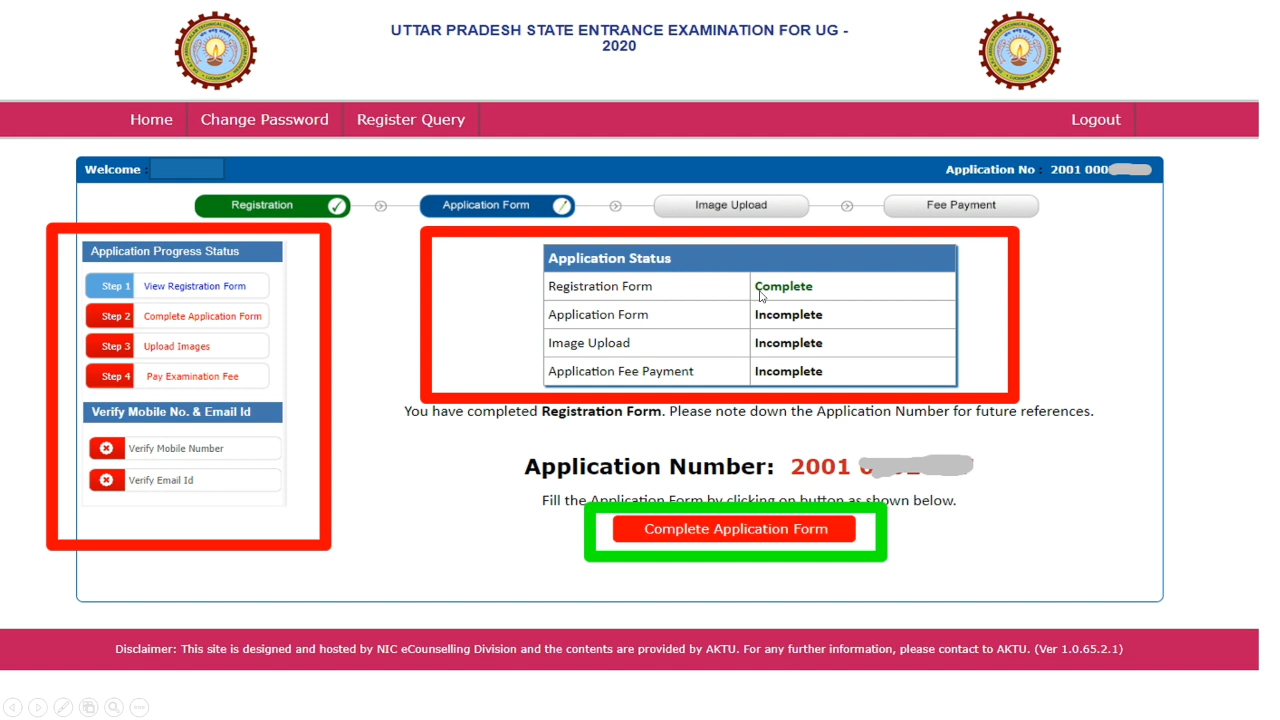 UTTAR PRADESH STATE ENTRANCE EXAMINATION FOR UG -
2020
Home
Change Password
Register Query
Logout
Welcome :
Application No : 2001 000
Registration
Application Form
Image Upload
Fee Payment
Application Progress Status
Step 1 View Registration Form
Step 2 Complete Application Form
Step 3 Upload Images
Step 4 Pay Examination Fee
Verify Mobile No. & Email Id
Verify Mobile Number
Verify Email Id
Application Status
Registration Form Complete
Application Form Incomplete
Image Upload Incomplete
Application Fee Payment Incomplete
You have completed Registration Form. Please note down the Application Number for future references.
Application Number: 2001
Fill the Application Form by clicking on button as shown below.
Complete Application Form
Disclaimer: This site is designed and hosted by NIC eCounselling Division and the contents are provided by AKTU. For any further information, please contact to AKTU. (Ver 1.0.65.2.1)